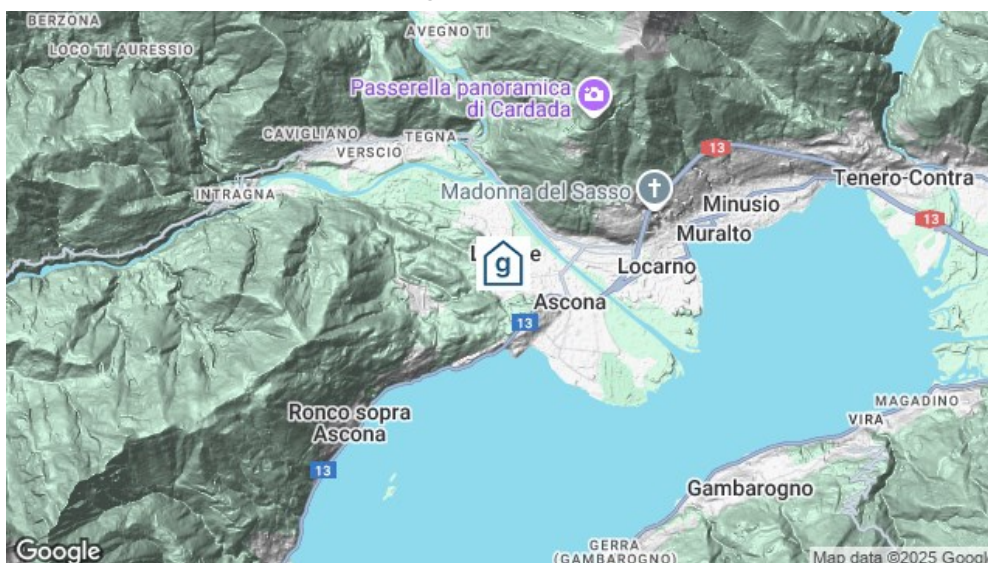 BERZONA
LOCO TI AURESSIO
AVEGNO TI
Passerella panoramica
di Cardada
CAVIGLIANO
TEGNA
VERSCIO
13
INTRAGNA
Madonna del Sasso
Tenero-Contra
Minusio
13
Muralto
g
Locarno
Ascona
13
Ronco sopra
Ascona
MAGADINO
VIRA
13
Gambarogno
GERRA
(GAMBAROGNO)
Google
Map data ©2025 Google